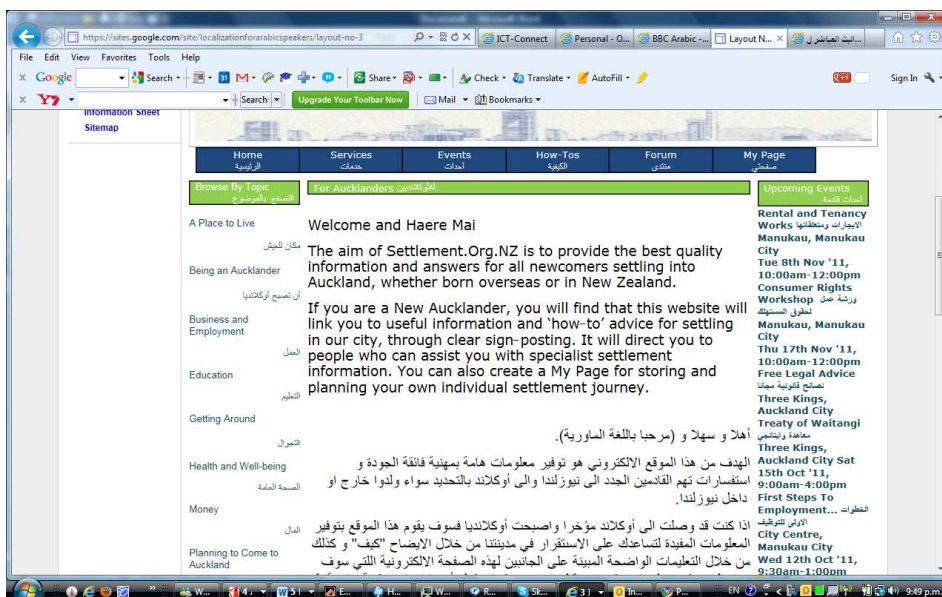 https://sites.google.com/site/localizationforarabicspeakers/layout-no-3
ICT-Connect
Personal - O...
BBC Arabic -...
Layout N...
File Edit View Favorites Tools Help
Google Search Share Check Translate AutoFill Sign In
Search Upgrade Your Toolbar Now Mail Bookmarks
Information Sheet
Sitemap
Home Services Events How-Tos Forum My Page
الرئيسية خدمات أحداث الكيفية منتدى صفحتي
Browse By Topic
التصفح بالموضوع
A Place to Live
مكان للعيش
Being an Aucklander
أن تصبح أوكلانديا
Business and
Employment
العمل
Education
التعليم
Getting Around
التجوال
Health and Well-being
الصحة العامة
Money
المال
Planning to Come to
Auckland
For Aucklanders للأوكلانديين
Welcome and Haere Mai
The aim of Settlement.Org.NZ is to provide the best quality
information and answers for all newcomers settling into
Auckland, whether born overseas or in New Zealand.
If you are a New Aucklander, you will find that this website will
link you to useful information and ‘how-to’ advice for settling
in our city, through clear sign-posting. It will direct you to
people who can assist you with specialist settlement
information. You can also create a My Page for storing and
planning your own individual settlement journey.
أهلا و سهلا و (مرحبا باللغة الماورية).
الهدف من هذا الموقع الالكتروني هو توفير معلومات هامة بمهنية فائقة الجودة و
استفسارات تهم القادمين الجدد الى نيوزلندا والى أوكلاند بالتحديد سواء ولدوا خارج او
داخل نيوزلندا.
اذا كنت قد وصلت الى أوكلاند مؤخرا واصبحت أوكلانديا فسوف يقوم هذا الموقع بتوفير
المعلومات المفيدة لتساعدك على الاستقرار في مدينتنا من خلال الايضاح "كيف" و كذلك
من خلال التعليمات الواضحة المبينة على الجانبين لهذه الصفحة الالكترونية اللتي سوف
Upcoming Events
أحداث قادمة
Rental and Tenancy
Works الايجارات ومتعلقاتها
Manukau, Manukau
City
Tue 8th Nov '11,
10:00am-12:00pm
Consumer Rights
Workshop ورشة عمل
لحقوق المستهلك
Manukau, Manukau
City
Thu 17th Nov '11,
10:00am-12:00pm
Free Legal Advice
نصائح قانونية مجانا
Three Kings,
Auckland City
Treaty of Waitangi
معاهدة وايتانجي
Three Kings,
Auckland City Sat
15th Oct '11,
9:00am-4:00pm
First Steps To
Employment... الخطوات
الاولى للتوظيف
City Centre,
Manukau City
Wed 12th Oct '11,
9:30am-1:00pm
EN 9:49 p.m.